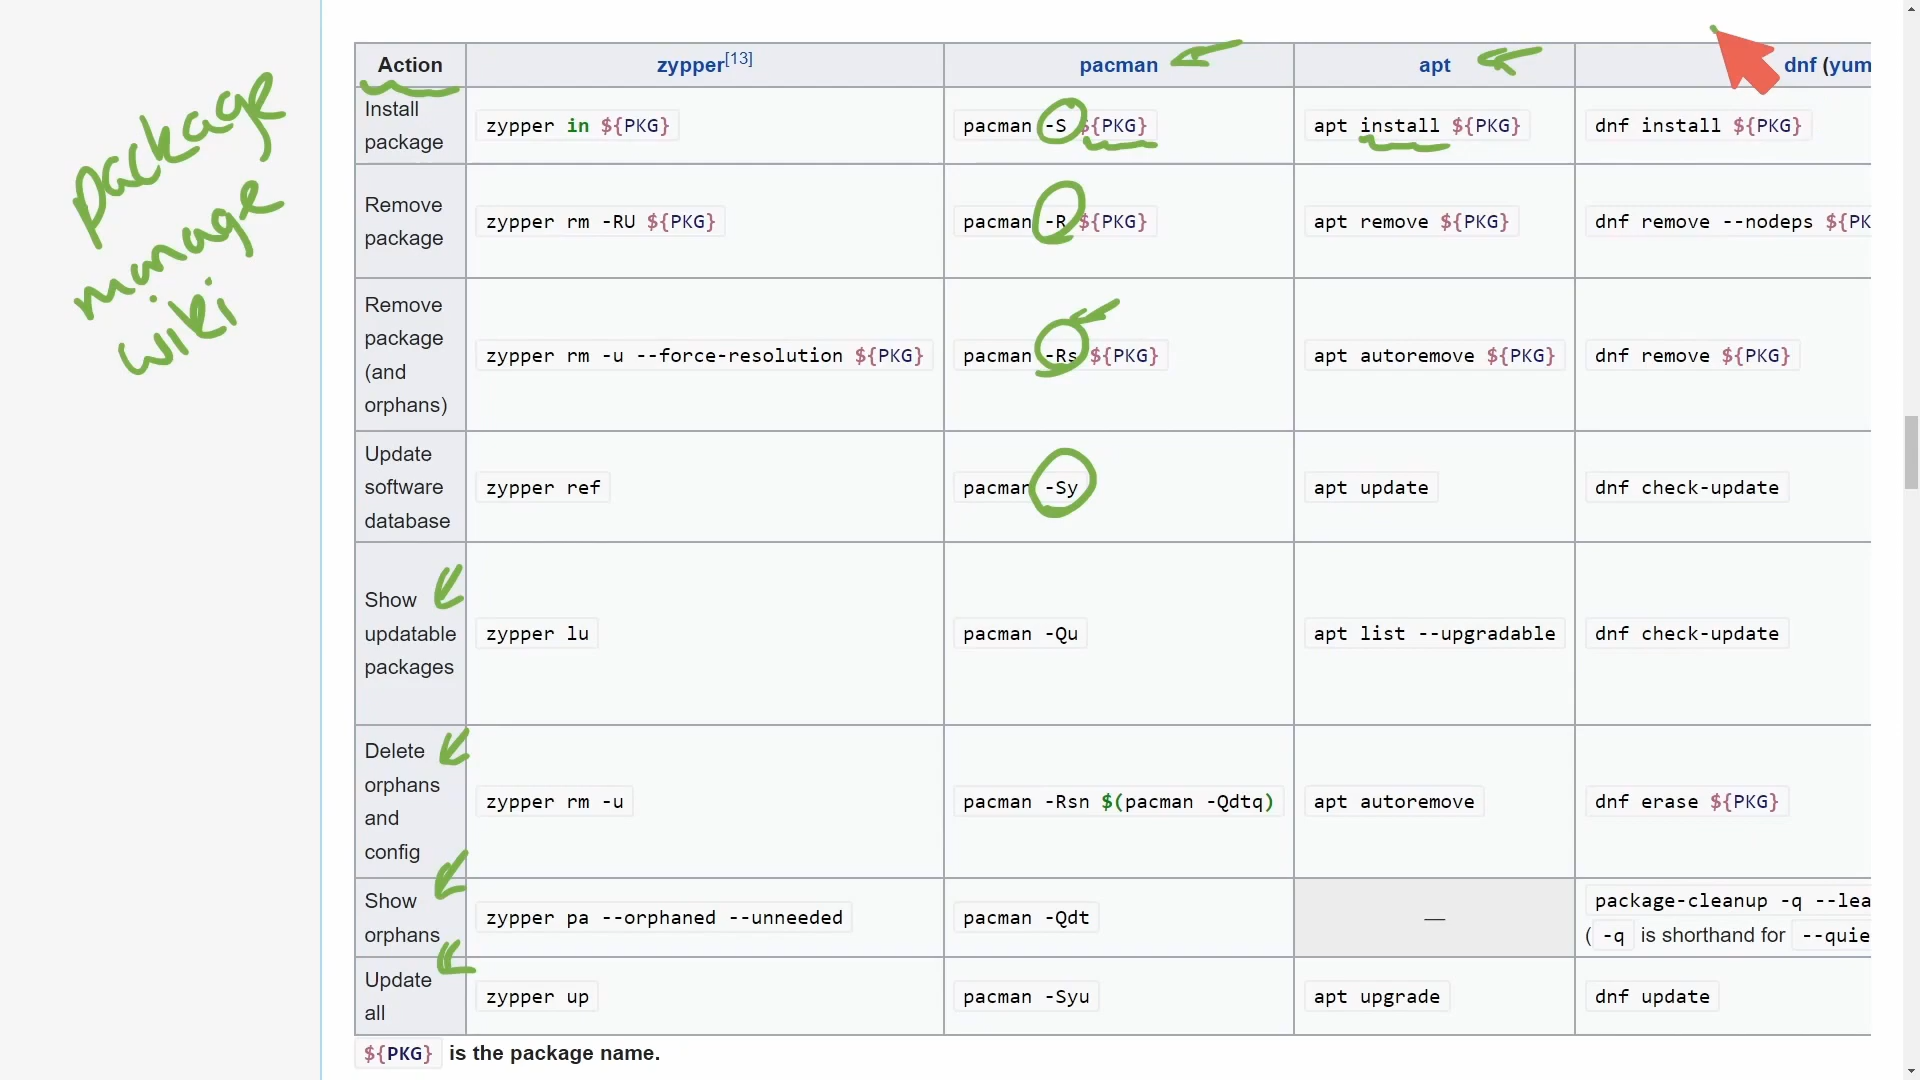 package
manage
wiki
Action zypper[13] pacman apt dnf (yum
Install package zypper in ${PKG} pacman -S ${PKG} apt install ${PKG} dnf install ${PKG}
Remove package zypper rm -RU ${PKG} pacman -R ${PKG} apt remove ${PKG} dnf remove --nodeps ${PK
Remove package (and orphans) zypper rm -u --force-resolution ${PKG} pacman -Rs ${PKG} apt autoremove ${PKG} dnf remove ${PKG}
Update software database zypper ref pacman -Sy apt update dnf check-update
Show updatable packages zypper lu pacman -Qu apt list --upgradable dnf check-update
Delete orphans and config zypper rm -u pacman -Rsn $(pacman -Qdtq) apt autoremove dnf erase ${PKG}
Show orphans zypper pa --orphaned --unneeded pacman -Qdt — package-cleanup -q --lea
( -q is shorthand for --quie
Update all zypper up pacman -Syu apt upgrade dnf update
${PKG} is the package name.